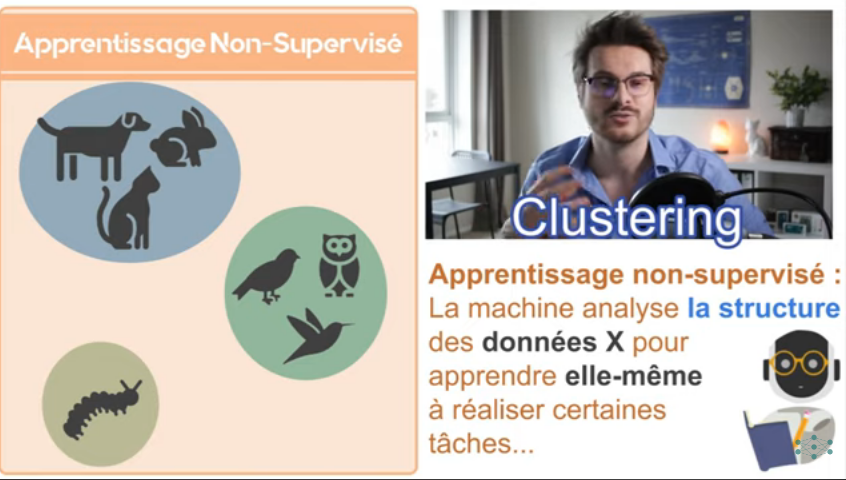 Apprentissage Non-Supervisé
Clustering
Apprentissage non-supervisé :
La machine analyse la structure
des données X pour
apprendre elle-même
à réaliser certaines
tâches...